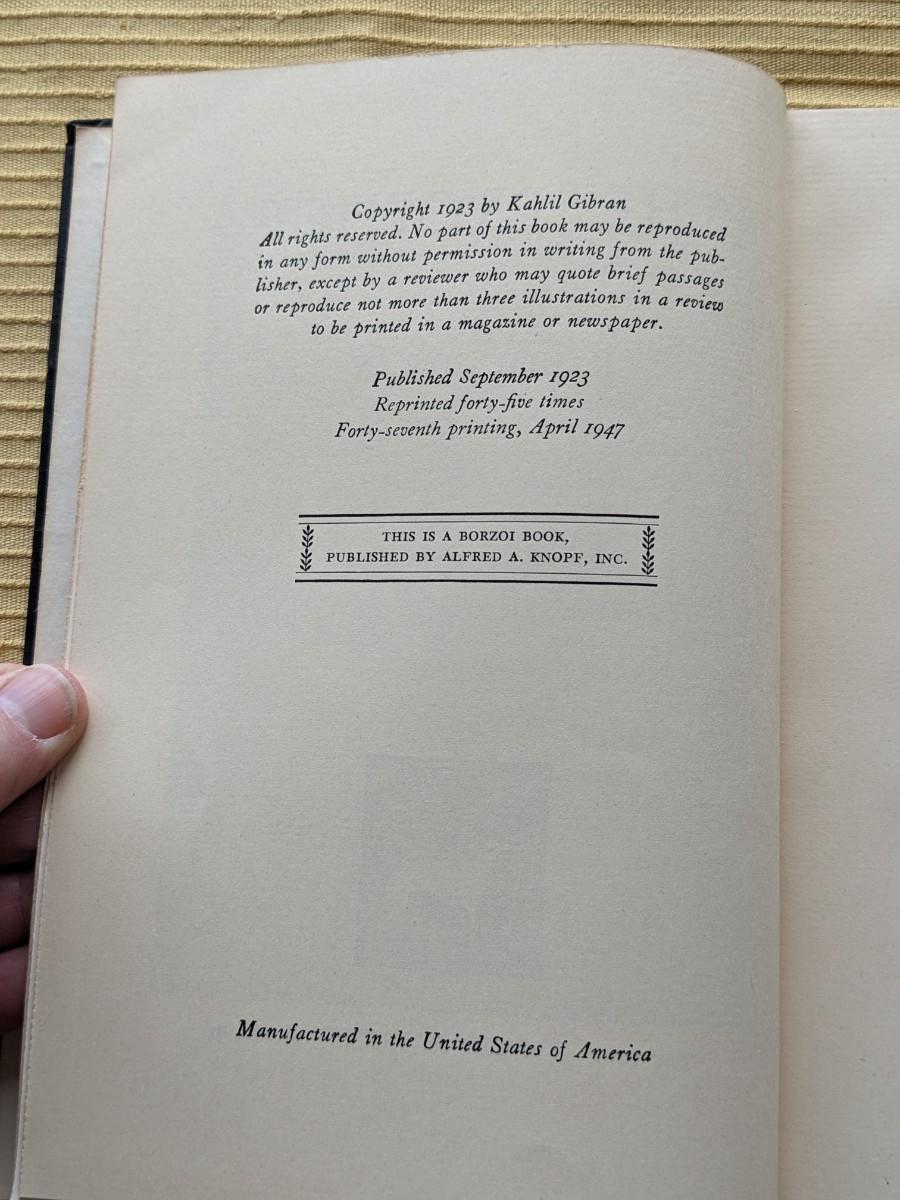 Copyright 1923 by Kahlil Gibran
All rights reserved. No part of this book may be reproduced
in any form without permission in writing from the pub-
lisher, except by a reviewer who may quote brief passages
or reproduce not more than three illustrations in a review
to be printed in a magazine or newspaper.
Published September 1923
Reprinted forty-five times
Forty-seventh printing, April 1947
THIS IS A BORZOI BOOK,
PUBLISHED BY ALFRED A. KNOPF, INC.
Manufactured in the United States of America